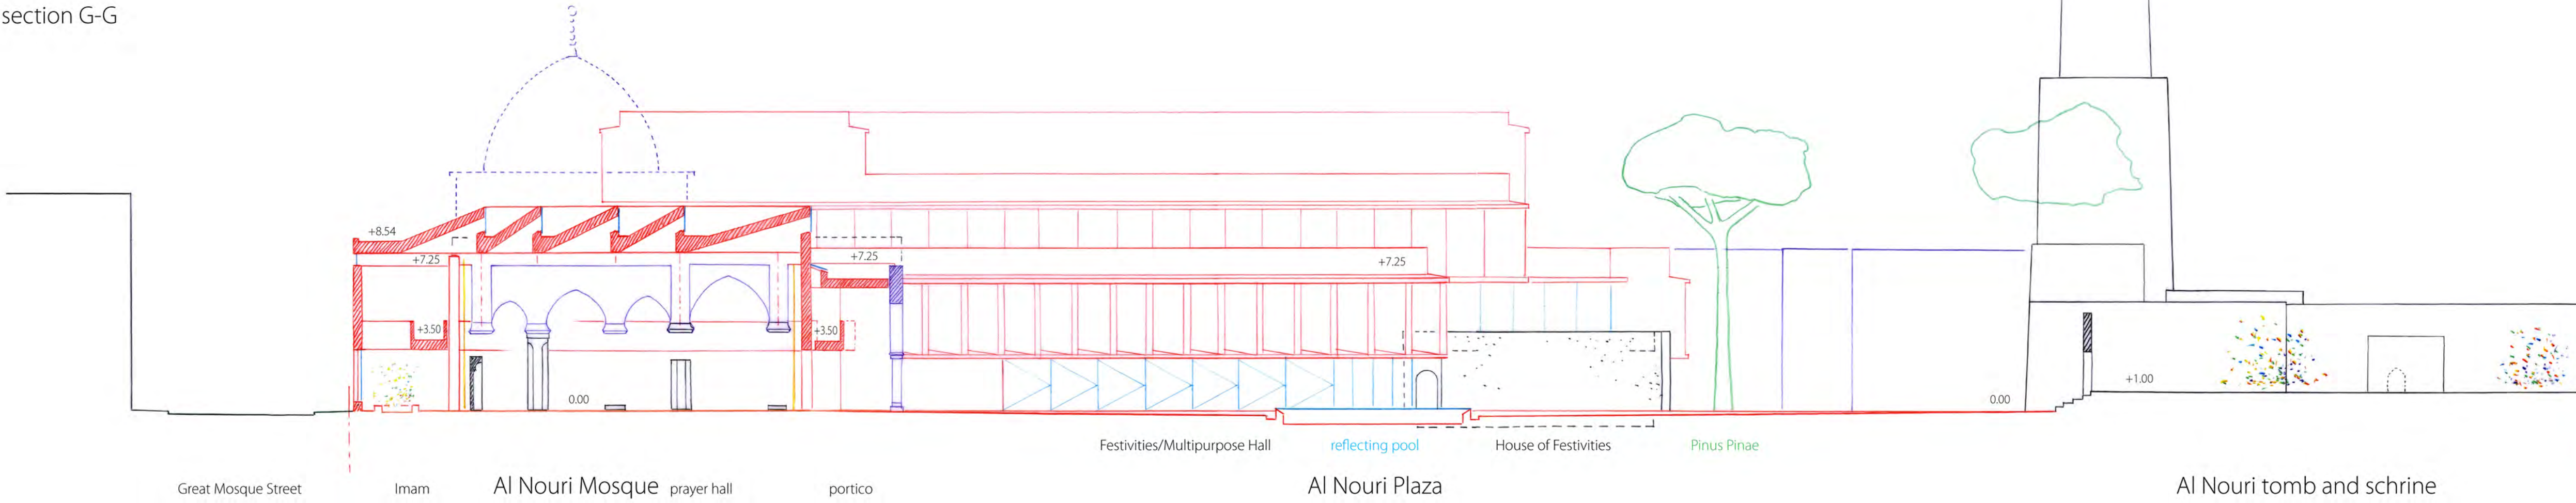 section G-G
+8.54
+7.25
+7.25
+7.25
+3.50
+3.50
0.00
+1.00
0.00
Festivities/Multipurpose Hall
reflecting pool
House of Festivities
Pinus Pinae
Great Mosque Street
Imam
Al Nouri Mosque
prayer hall
portico
Al Nouri Plaza
Al Nouri tomb and schrine